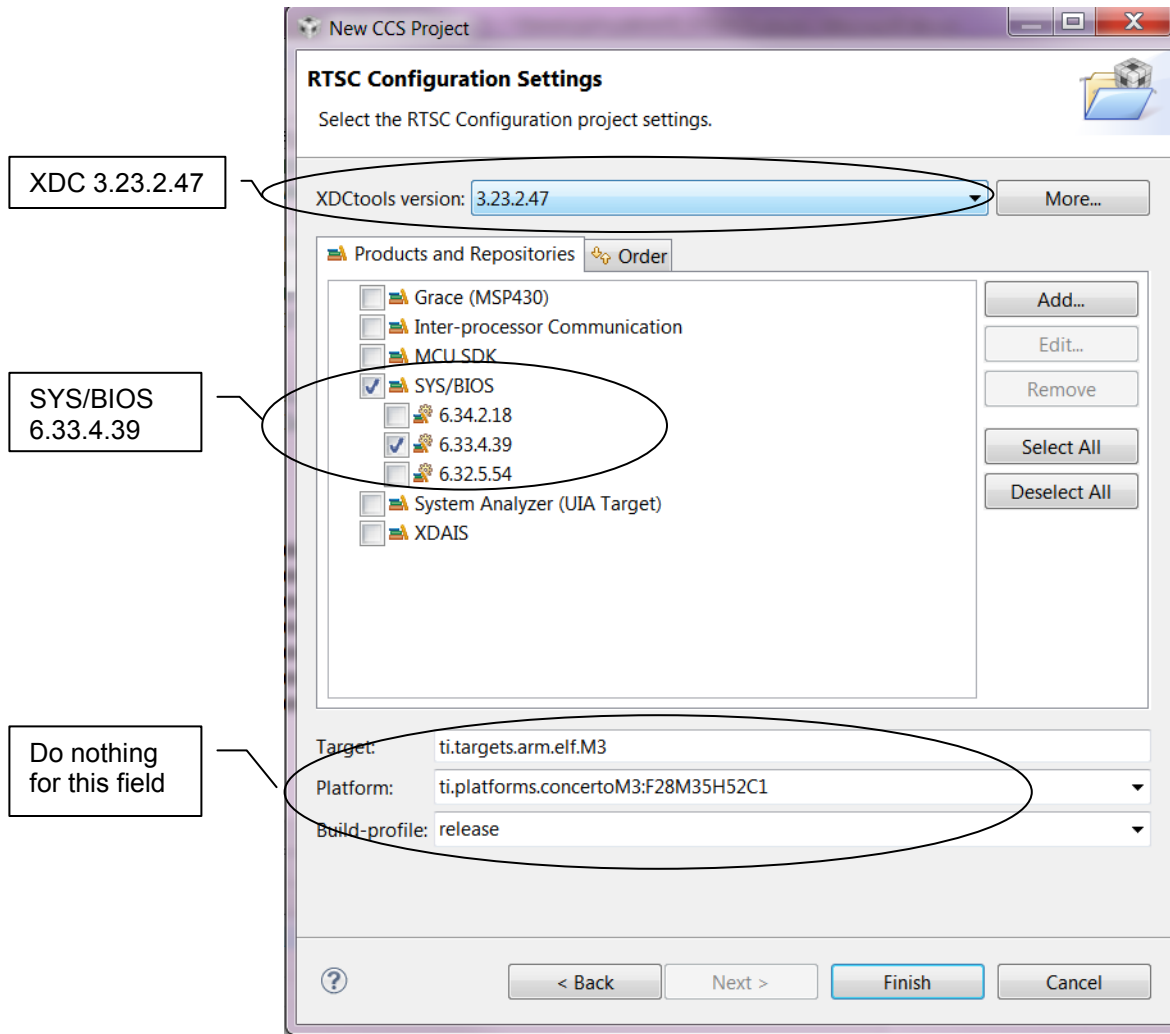 New CCS Project
X
RTSC Configuration Settings
Select the RTSC Configuration project settings.
XDC 3.23.2.47
XDCtools version: 3.23.2.47 More...
Products and Repositories Order
Grace (MSP430) Add...
Inter-processor Communication
MCU SDK Edit...
SYS/BIOS Remove
SYS/BIOS
6.33.4.39
6.34.2.18
6.33.4.39 Select All
6.32.5.54
System Analyzer (UIA Target) Deselect All
XDAIS
Do nothing
for this field
Target: ti.targets.arm.elf.M3
Platform: ti.platforms.concertoM3:F28M35H52C1
Build-profile: release
? < Back Next > Finish Cancel